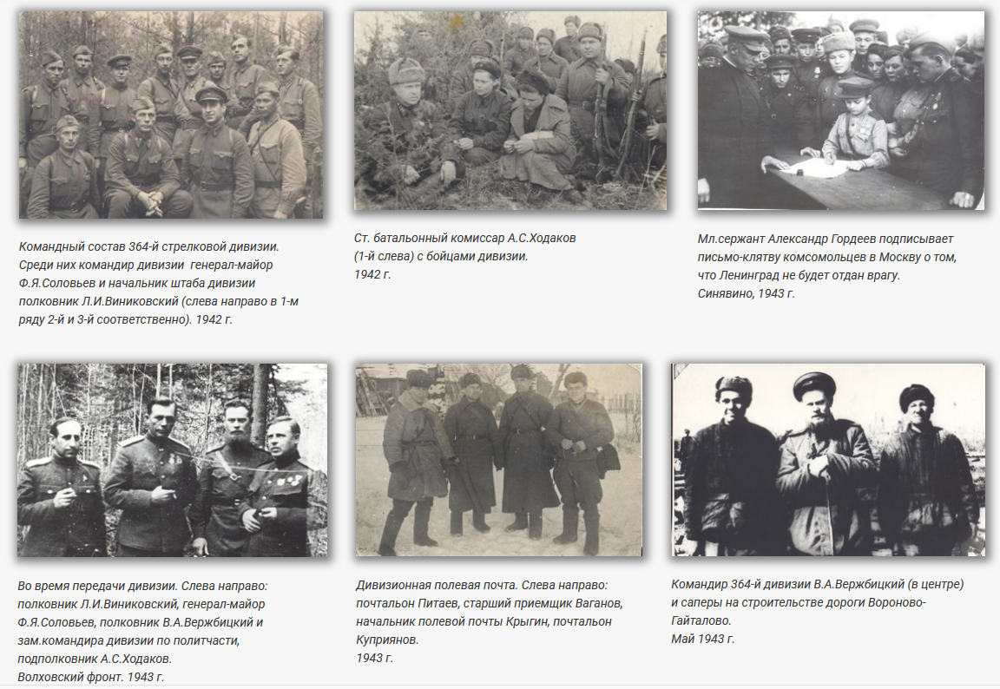 Командный состав 364-й стрелковой дивизии.
Среди них командир дивизии генерал-майор
Ф.Я.Соловьев и начальник штаба дивизии
полковник Л.И.Виниковский (слева направо в 1-м
ряду 2-й и 3-й соответственно). 1942 г.
Ст. батальонный комиссар А.С.Ходаков
(1-й слева) с бойцами дивизии.
1942 г.
Мл.сержант Александр Гордеев подписывает
письмо-клятву комсомольцев в Москву о том,
что Ленинград не будет отдан врагу.
Синявино, 1943 г.
Во время передачи дивизии. Слева направо:
полковник Л.И.Виниковский, генерал-майор
Ф.Я.Соловьев, полковник В.А.Вержбицкий и
зам.командира дивизии по политчасти,
подполковник А.С.Ходаков.
Волховский фронт. 1943 г.
Дивизионная полевая почта. Слева направо:
почтальон Питаев, старший приемщик Ваганов,
начальник полевой почты Крыгин, почтальон
Куприянов.
1943 г.
Командир 364-й дивизии В.А.Вержбицкий (в центре)
и саперы на строительстве дороги Вороново-
Гайталово.
Май 1943 г.